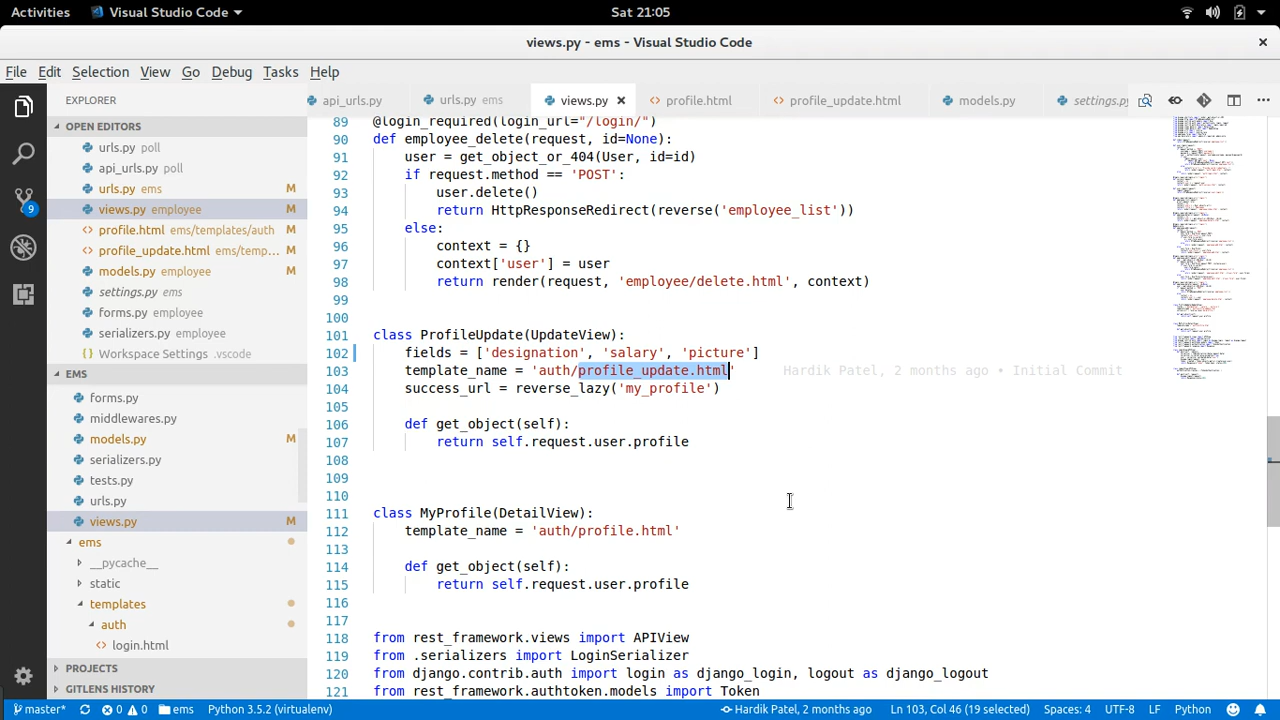 Activities Visual Studio Code Sat 21:05
views.py - ems - Visual Studio Code
File Edit Selection View Go Debug Tasks Help
EXPLORER
OPEN EDITORS
urls.py poll
api_urls.py poll
urls.py ems M
views.py employee M
profile.html ems/templates/auth M
profile_update.html ems/temp... M
models.py employee M
settings.py ems
forms.py employee
serializers.py employee
Workspace Settings .vscode
EMS
forms.py
middlewares.py
models.py M
serializers.py
tests.py
urls.py
views.py M
ems
__pycache__
static
templates
auth
login.html
PROJECTS
GITLENS HISTORY
9
api_urls.py urls.py ems views.py profile.html profile_update.html models.py settings.py
89 @login_required(login_url="/login/")
90 def employee_delete(request, id=None):
91 user = get_object_or_404(User, id=id)
92 if request.method == 'POST':
93 user.delete()
94 return HttpResponseRedirect(reverse('employee_list'))
95 else:
96 context = {}
97 context['user'] = user
98 return render(request, 'employee/delete.html', context)
99
100
101 class ProfileUpdate(UpdateView):
102 fields = ['designation', 'salary', 'picture']
103 template_name = 'auth/profile_update.html' Hardik Patel, 2 months ago • Initial Commit
104 success_url = reverse_lazy('my_profile')
105
106 def get_object(self):
107 return self.request.user.profile
108
109
110
111 class MyProfile(DetailView):
112 template_name = 'auth/profile.html'
113
114 def get_object(self):
115 return self.request.user.profile
116
117
118 from rest_framework.views import APIView
119 from .serializers import LoginSerializer
120 from django.contrib.auth import login as django_login, logout as django_logout
121 from rest_framework.authtoken.models import Token
master* 0 0 ems Python 3.5.2 (virtualenv) Hardik Patel, 2 months ago Ln 103, Col 46 (19 selected) Spaces: 4 UTF-8 LF Python